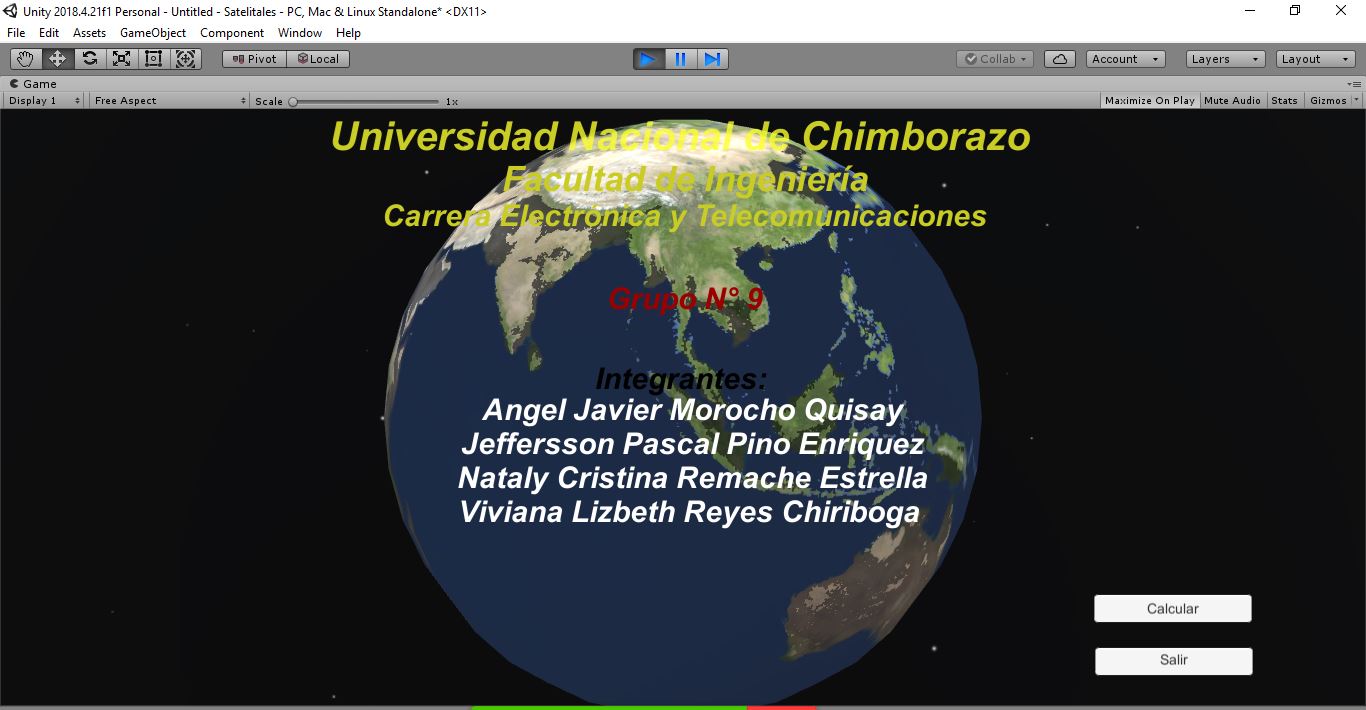 Unity 2018.4.21f1 Personal - Untitled - Satelitales - PC, Mac & Linux Standalone* <DX11>
File Edit Assets GameObject Component Window Help
Pivot Local Collab Account Layers Layout
Game
Display 1 Free Aspect Scale 1x Maximize On Play Mute Audio Stats Gizmos
Universidad Nacional de Chimborazo
Facultad de Ingeniería
Carrera Electrónica y Telecomunicaciones
Grupo N° 9
Integrantes:
Angel Javier Morocho Quisay
Jeffersson Pascal Pino Enriquez
Nataly Cristina Remache Estrella
Viviana Lizbeth Reyes Chiriboga
Calcular
Salir